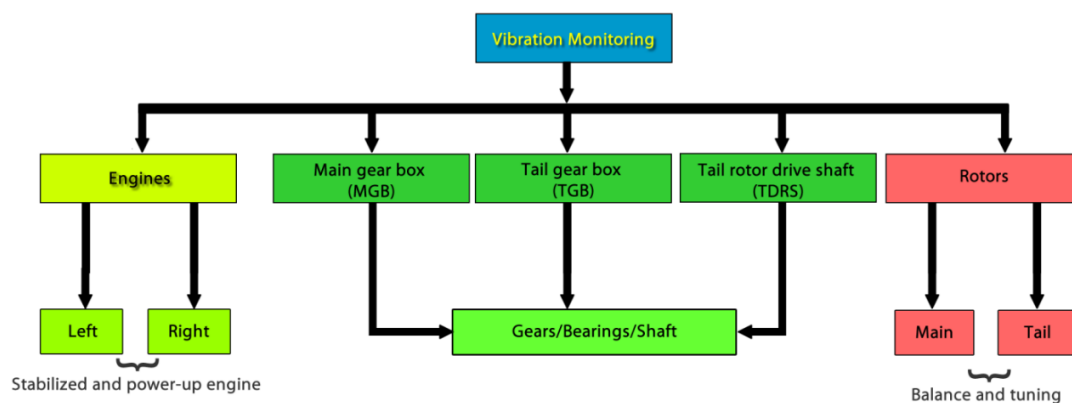 Vibration Monitoring
Engines
Main gear box
(MGB)
Tail gear box
(TGB)
Tail rotor drive shaft
(TDRS)
Rotors
Left
Right
Gears/Bearings/Shaft
Main
Tail
Stabilized and power-up engine
Balance and tuning